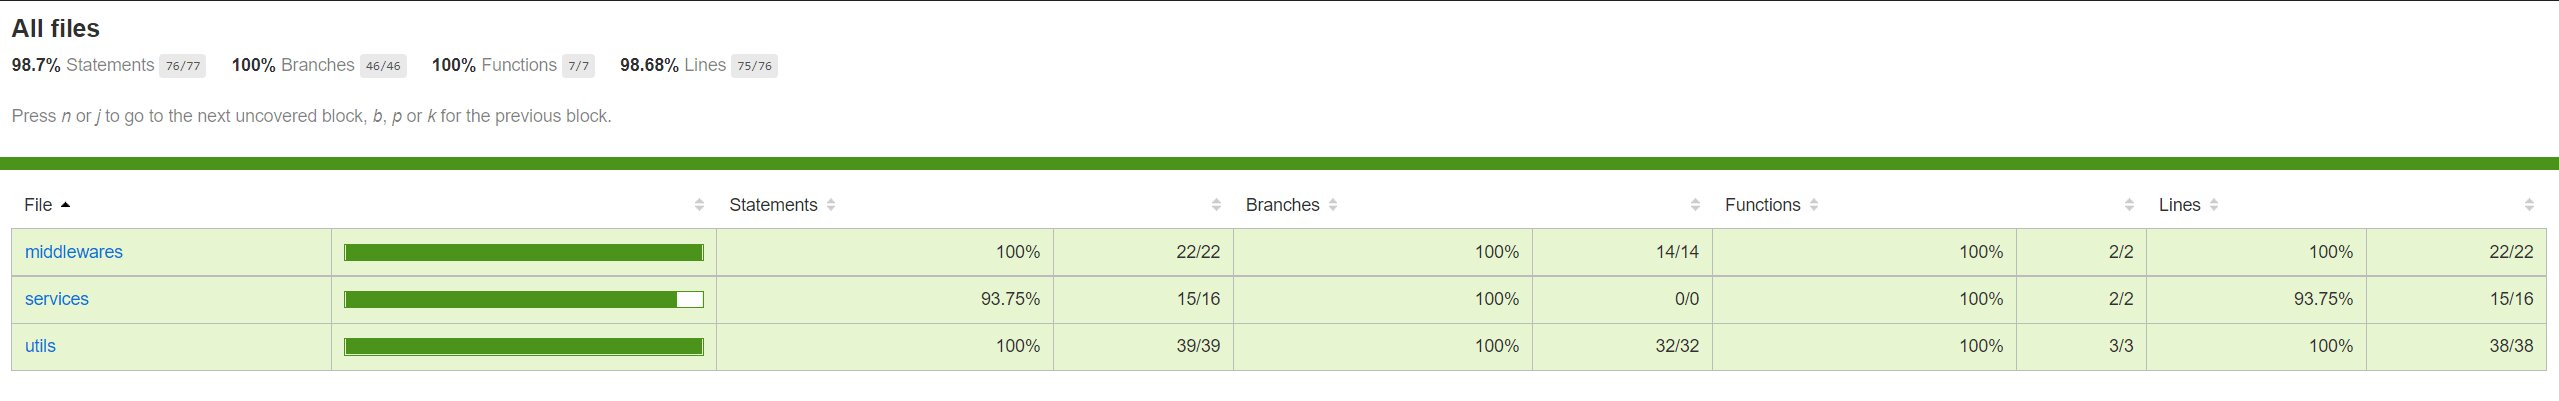 All files
98.7% Statements 76/77 100% Branches 46/46 100% Functions 7/7 98.68% Lines 75/76
Press n or j to go to the next uncovered block, b, p or k for the previous block.
File Statements Branches Functions Lines
middlewares 100% 22/22 100% 14/14 100% 2/2 100% 22/22
services 93.75% 15/16 100% 0/0 100% 2/2 93.75% 15/16
utils 100% 39/39 100% 32/32 100% 3/3 100% 38/38